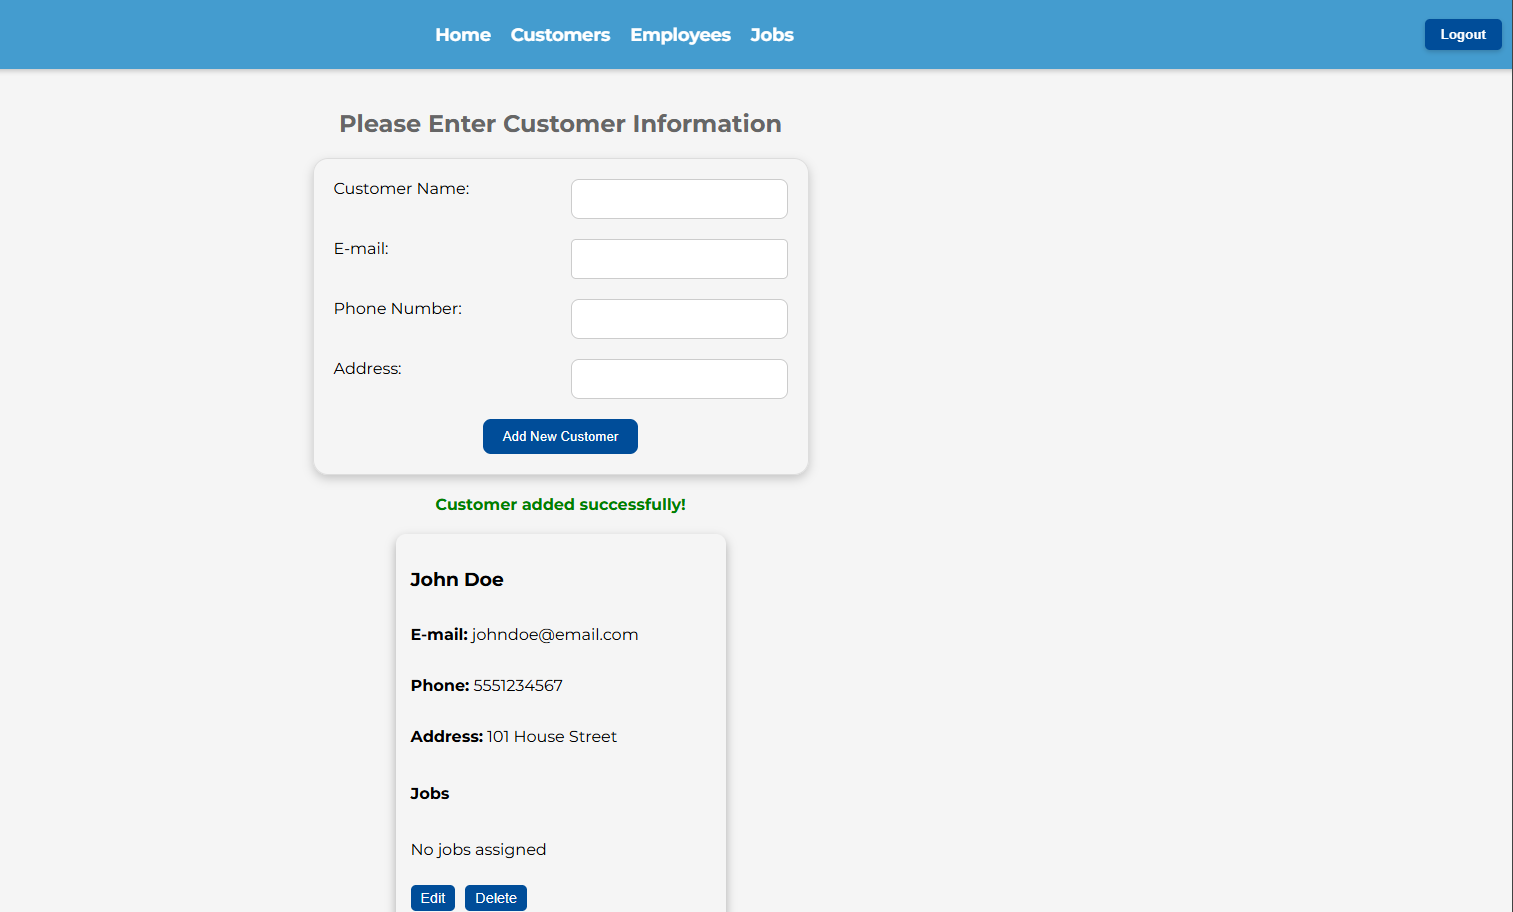 Home Customers Employees Jobs Logout
Please Enter Customer Information
Customer Name:
E-mail:
Phone Number:
Address:
Add New Customer
Customer added successfully!
John Doe
E-mail: johndoe@email.com
Phone: 5551234567
Address: 101 House Street
Jobs
No jobs assigned
Edit Delete